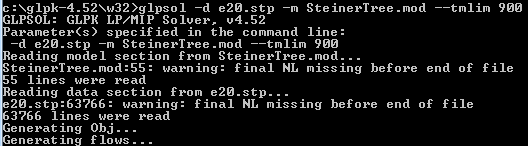 c:\glpk-4.52\w32>glpsol -d e20.stp -m SteinerTree.mod --tmlim 900
GLPSOL: GLPK LP/MIP Solver, v4.52
Parameter(s) specified in the command line:
 -d e20.stp -m SteinerTree.mod --tmlim 900
Reading model section from SteinerTree.mod...
SteinerTree.mod:55: warning: final NL missing before end of file
55 lines were read
Reading data section from e20.stp...
e20.stp:63766: warning: final NL missing before end of file
63766 lines were read
Generating Obj...
Generating flows...